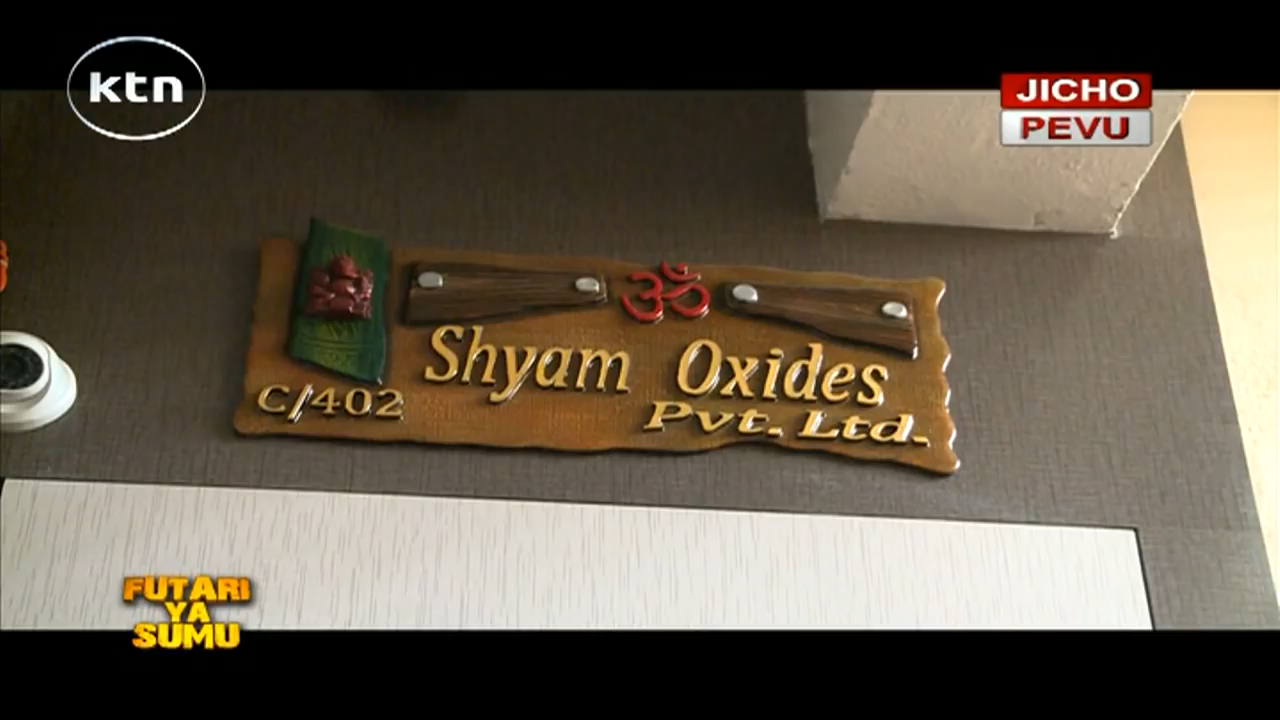 ktn
JICHO
PEVU
ॐ
Shyam Oxides
C/402
Pvt. Ltd.
FUTARI
YA
SUMU